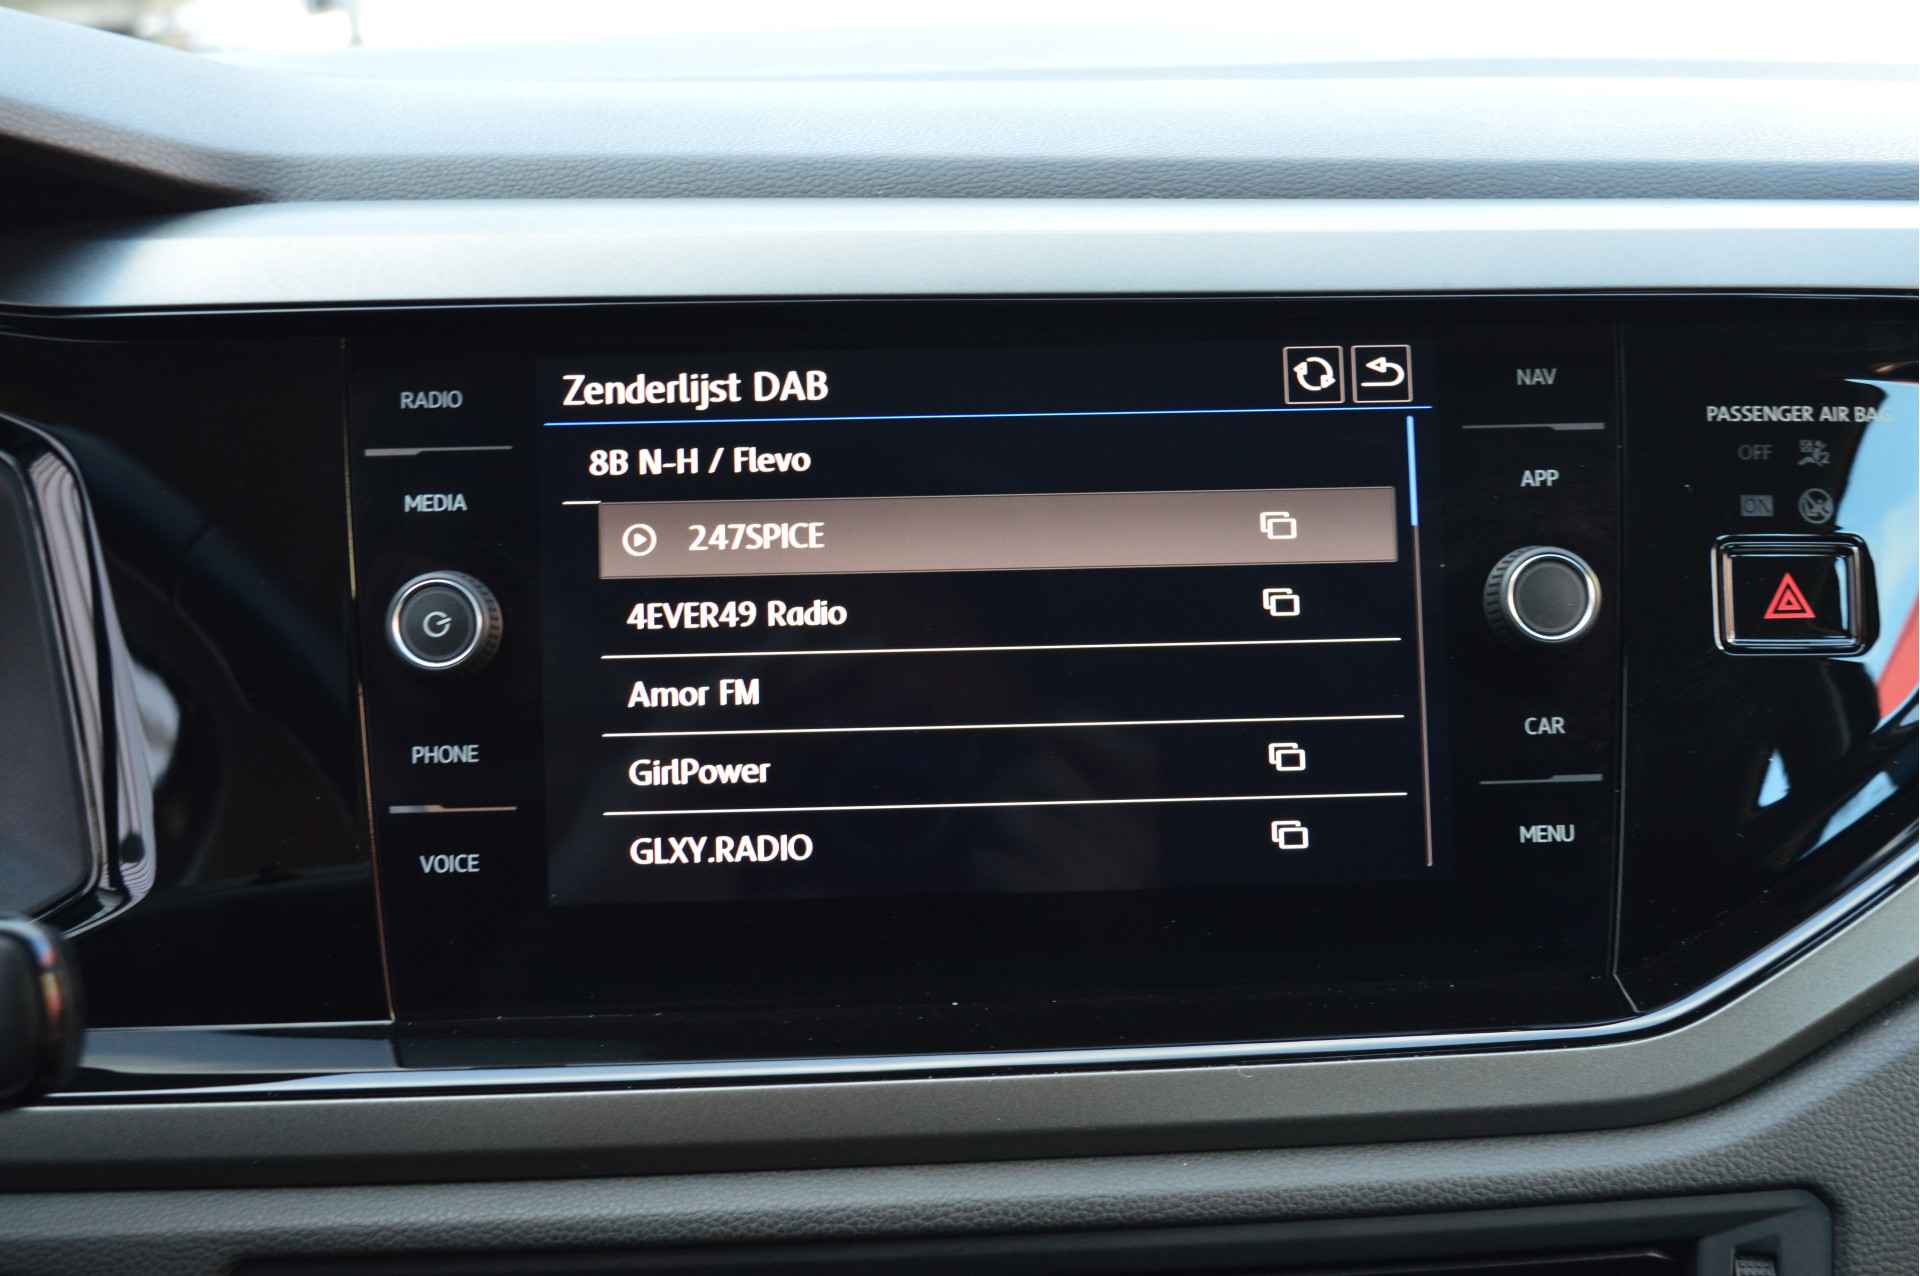 Zenderlijst DAB
8B N-H / Flevo
247SPICE
4EVER49 Radio
Amor FM
GirlPower
GLXY.RADIO
RADIO
MEDIA
PHONE
VOICE
NAV
APP
CAR
MENU
PASSENGER AIR BAG
OFF
ON